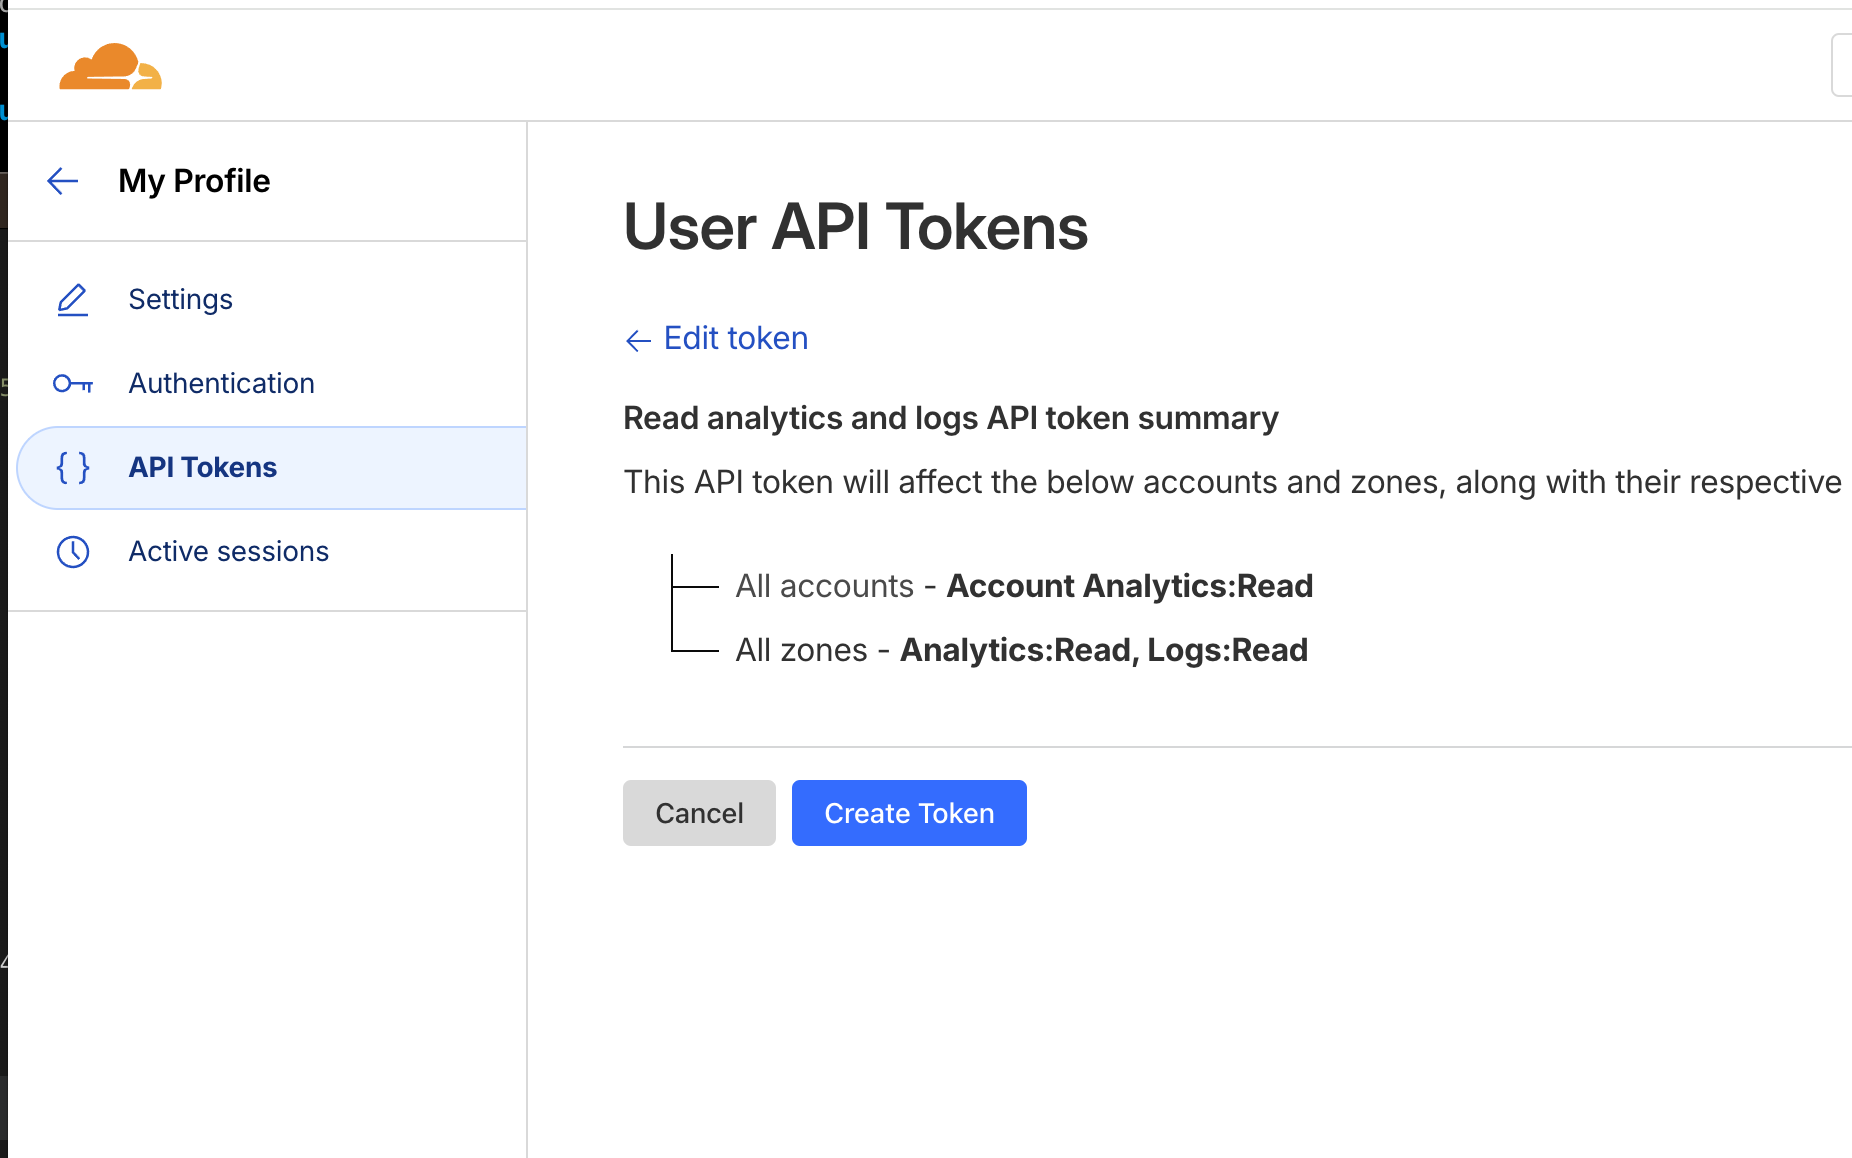 My Profile
Settings
Authentication
{ } API Tokens
Active sessions
User API Tokens
← Edit token
Read analytics and logs API token summary
This API token will affect the below accounts and zones, along with their respective
All accounts - Account Analytics:Read
All zones - Analytics:Read, Logs:Read
Cancel
Create Token